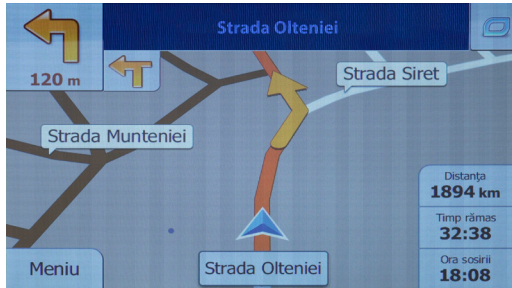 Strada Olteniei
120 m
Strada Siret
Strada Munteniei
Distanţa
1894 km
Timp rămas
32:38
Ora sosirii
18:08
Meniu
Strada Olteniei